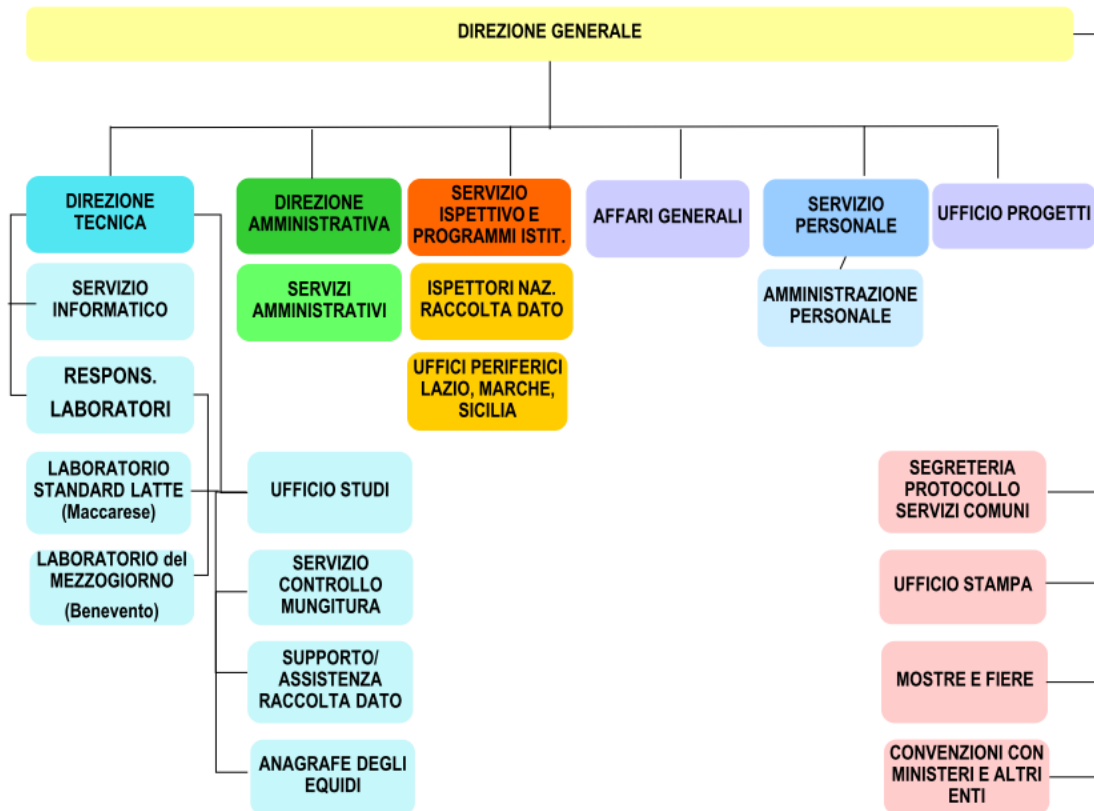 DIREZIONE GENERALE
DIREZIONE
TECNICA
DIREZIONE
AMMINISTRATIVA
SERVIZIO
ISPETTIVO E
PROGRAMMI ISTIT.
AFFARI GENERALI
SERVIZIO
PERSONALE
UFFICIO PROGETTI
SERVIZIO
INFORMATICO
SERVIZI
AMMINISTRATIVI
ISPETTORI NAZ.
RACCOLTA DATO
AMMINISTRAZIONE
PERSONALE
RESPONS.
LABORATORI
UFFICI PERIFERICI
LAZIO, MARCHE,
SICILIA
LABORATORIO
STANDARD LATTE
(Maccarese)
UFFICIO STUDI
SEGRETERIA
PROTOCOLLO
SERVIZI COMUNI
LABORATORIO del
MEZZOGIORNO
(Benevento)
SERVIZIO
CONTROLLO
MUNGITURA
UFFICIO STAMPA
SUPPORTO/
ASSISTENZA
RACCOLTA DATO
MOSTRE E FIERE
ANAGRAFE DEGLI
EQUIDI
CONVENZIONI CON
MINISTERI E ALTRI
ENTI